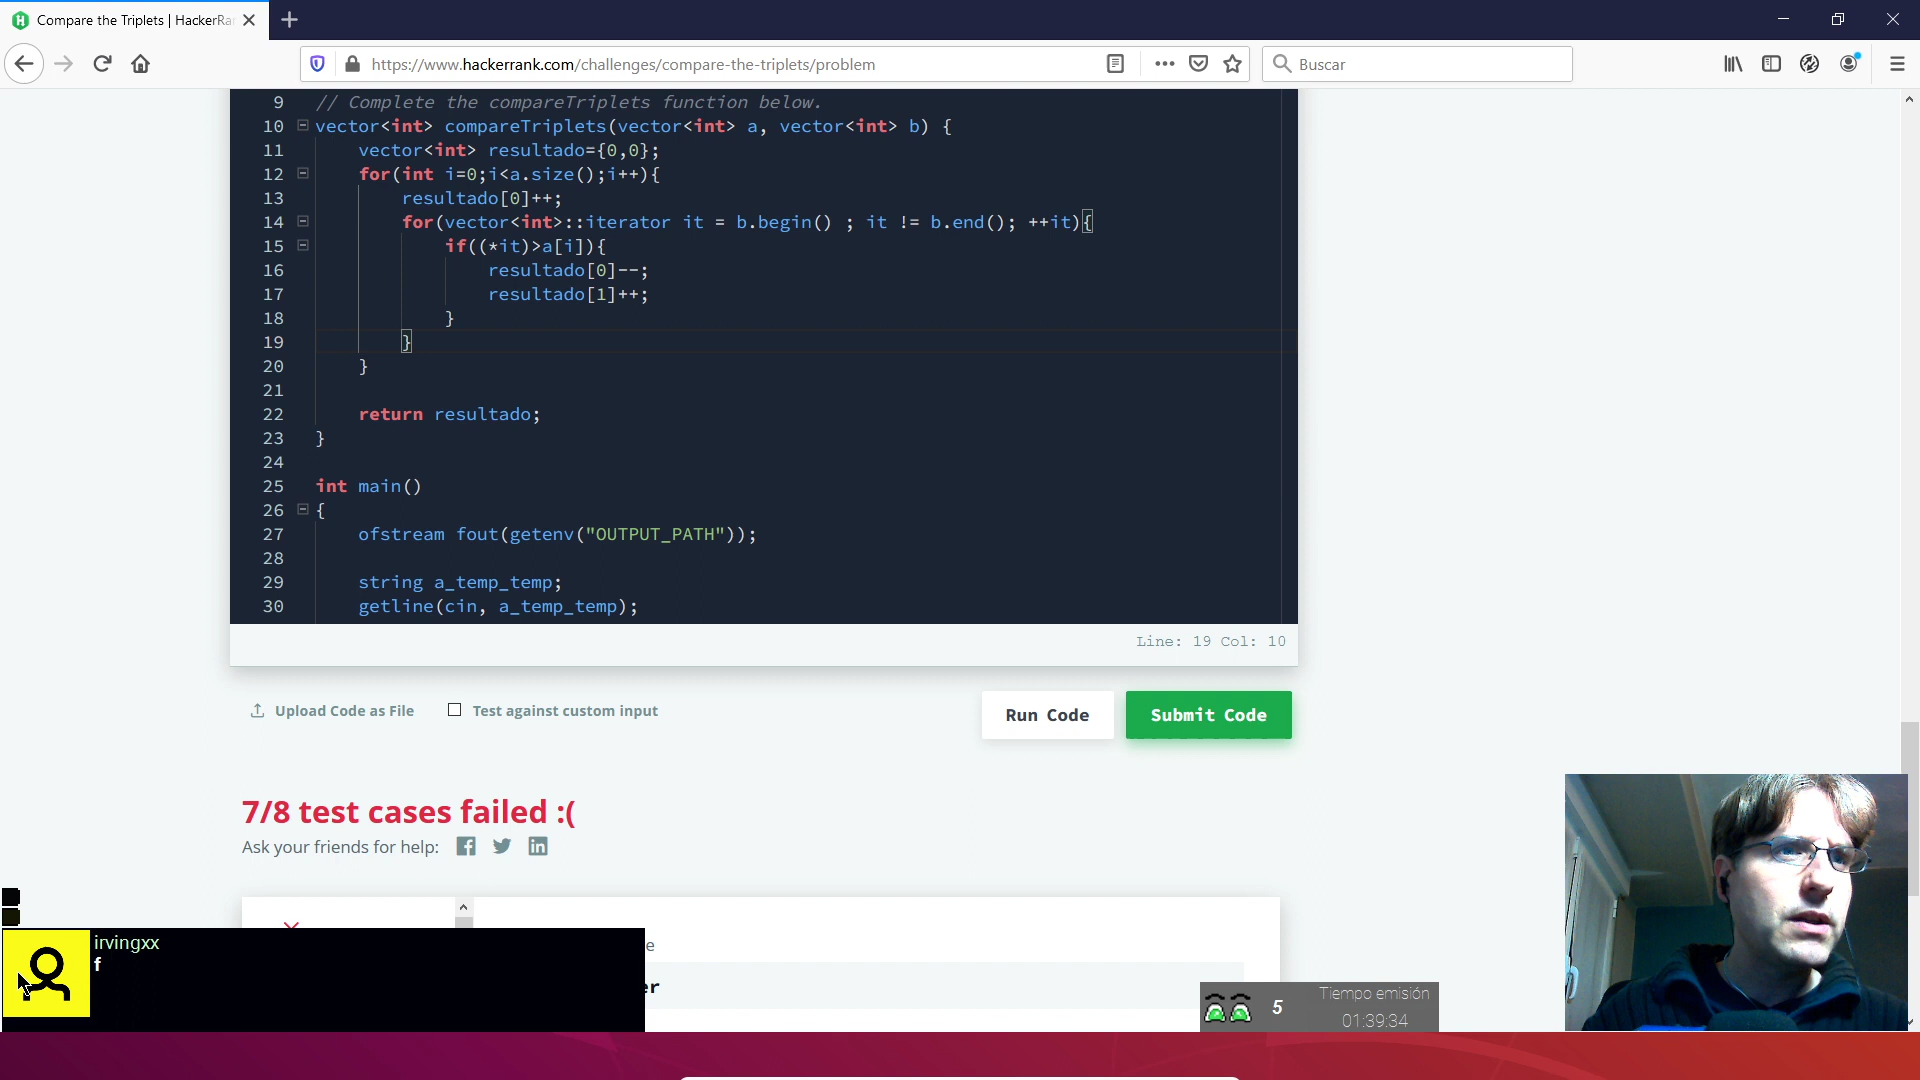 Compare the Triplets | HackerRa
https://www.hackerrank.com/challenges/compare-the-triplets/problem
Buscar
9 // Complete the compareTriplets function below.
10 vector<int> compareTriplets(vector<int> a, vector<int> b) {
11 vector<int> resultado={0,0};
12 for(int i=0;i<a.size();i++){
13 resultado[0]++;
14 for(vector<int>::iterator it = b.begin() ; it != b.end(); ++it){
15 if((*it)>a[i]){
16 resultado[0]--;
17 resultado[1]++;
18 }
19 }
20 }
21
22 return resultado;
23 }
24
25 int main()
26 {
27 ofstream fout(getenv("OUTPUT_PATH"));
28
29 string a_temp_temp;
30 getline(cin, a_temp_temp);
Line: 19 Col: 10
Upload Code as File
Test against custom input
Run Code
Submit Code
7/8 test cases failed :(
Ask your friends for help:
irvingxx
f
e
er
5
Tiempo emisión
01:39:34